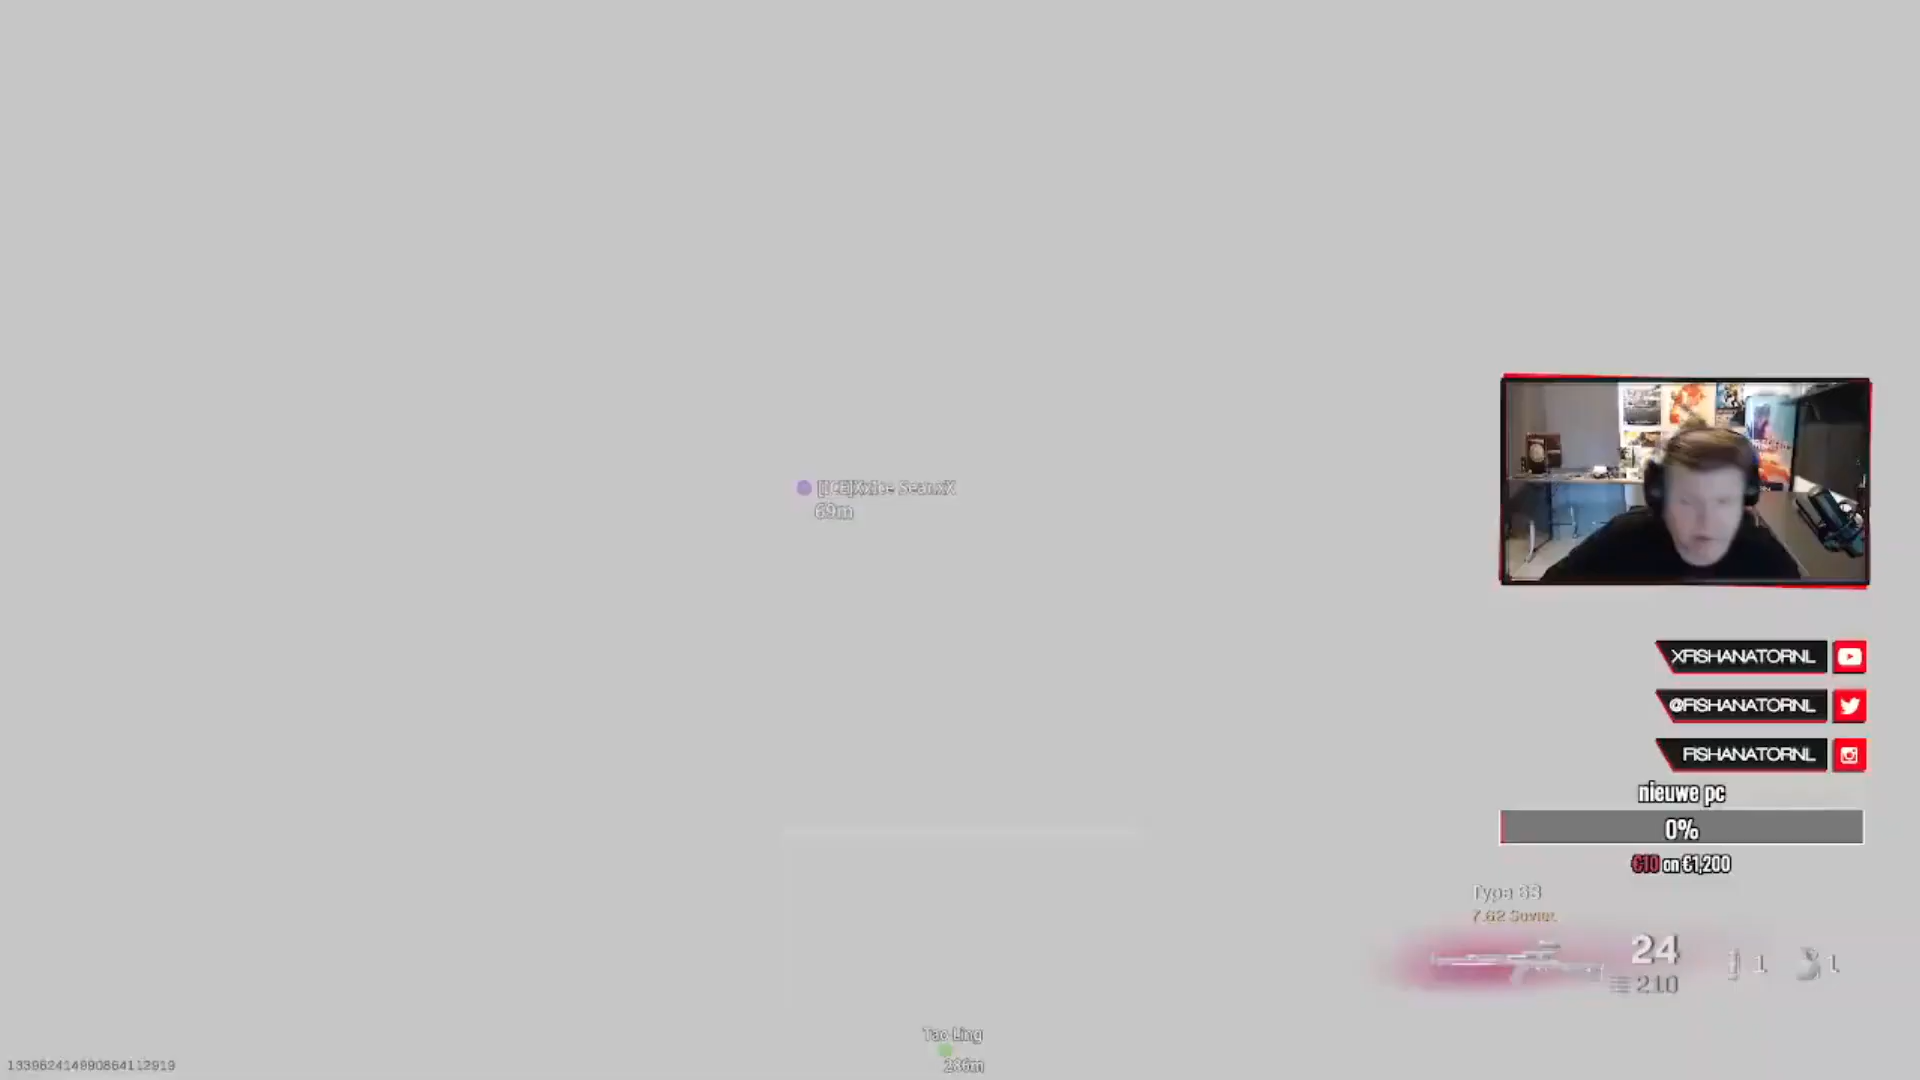 69m
XFISHANATORNL
@FISHANATORNL
FISHANATORNL
nieuwe pc
0%
€10 on €1,200
Type 63
7.62 Soviet
24
210
1
1
Tao Ling
286m